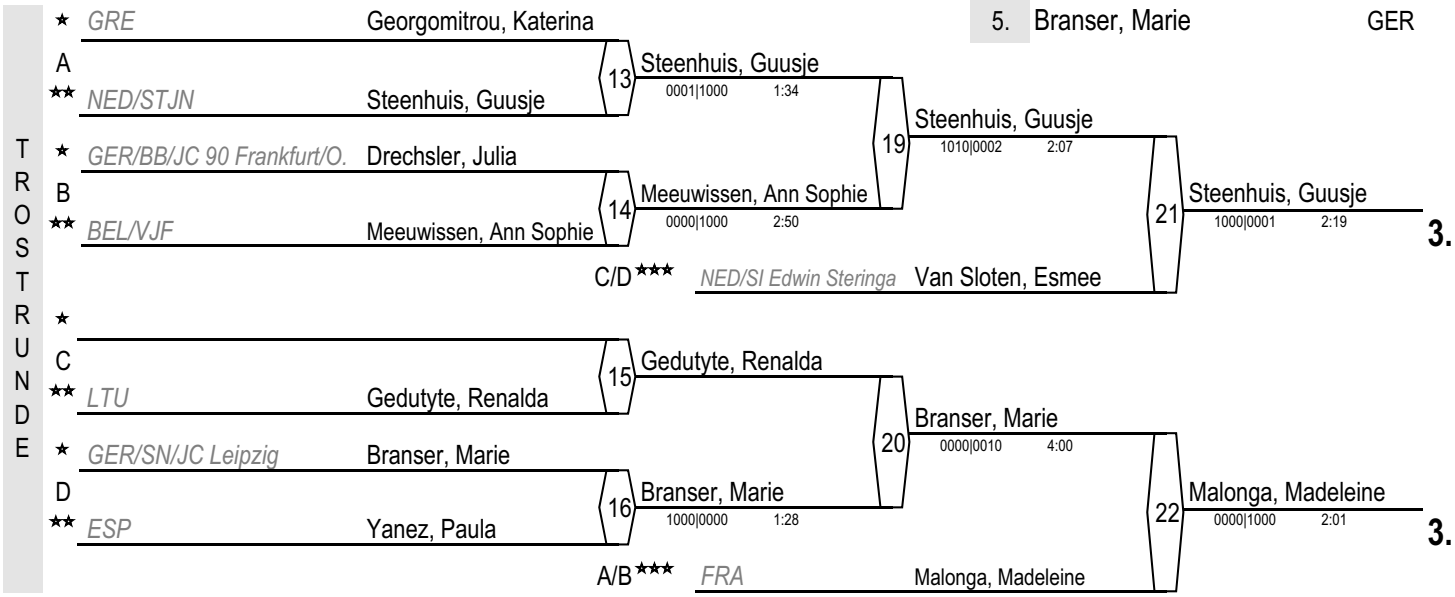 TROSTRUNDE
★ GRE Georgomitrou, Katerina
5. Branser, Marie GER
A
13 Steenhuis, Guusje
0001|1000 1:34
★★ NED/STJN Steenhuis, Guusje
19 Steenhuis, Guusje
1010|0002 2:07
★ GER/BB/JC 90 Frankfurt/O. Drechsler, Julia
B
14 Meeuwissen, Ann Sophie
0000|1000 2:50
★★ BEL/VJF Meeuwissen, Ann Sophie
21 Steenhuis, Guusje
1000|0001 2:19
3.
C/D ★★★ NED/SI Edwin Steringa Van Sloten, Esmee
★
C
15 Gedutyte, Renalda
★★ LTU Gedutyte, Renalda
20 Branser, Marie
0000|0010 4:00
★ GER/SN/JC Leipzig Branser, Marie
D
16 Branser, Marie
1000|0000 1:28
★★ ESP Yanez, Paula
22 Malonga, Madeleine
0000|1000 2:01
3.
A/B ★★★ FRA Malonga, Madeleine